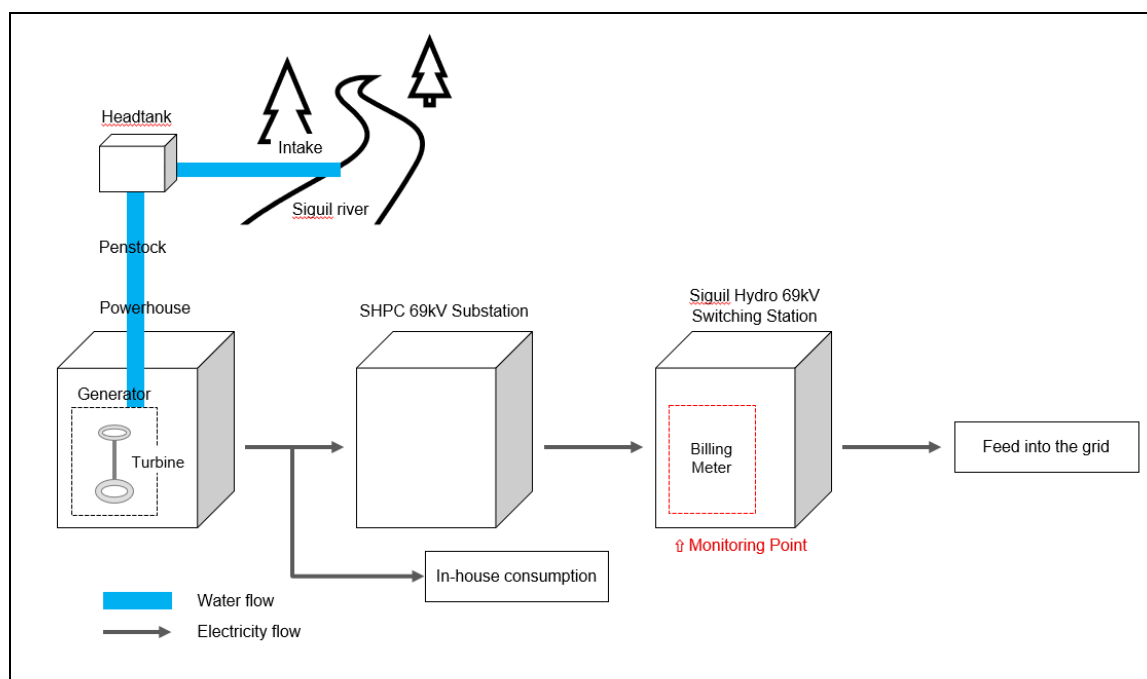 Headtank
Intake
Siguil river
Penstock
Powerhouse
SHPC 69kV Substation
Siguil Hydro 69kV
Switching Station
Generator
Turbine
Billing
Meter
Feed into the grid
⇧ Monitoring Point
In-house consumption
Water flow
Electricity flow